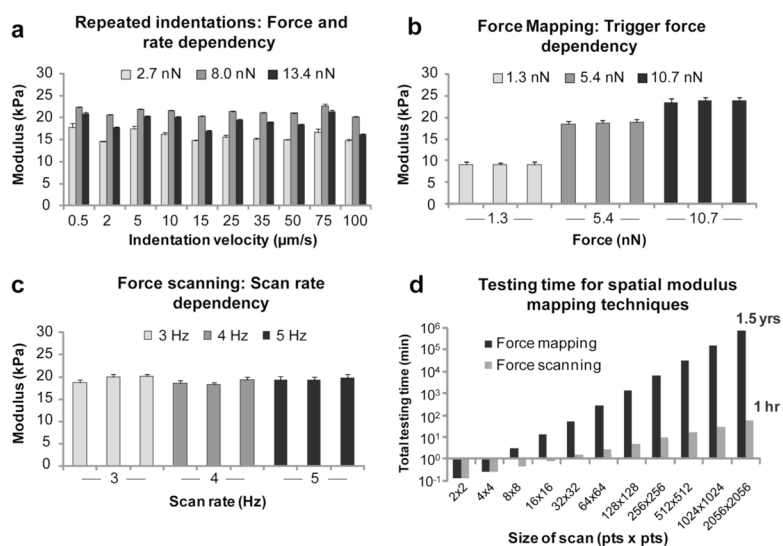 a
Repeated indentations: Force and
rate dependency
2.7 nN 8.0 nN 13.4 nN
Modulus (kPa)
30
25
20
15
10
5
0
0.5 2 5 10 15 25 35 50 75 100
Indentation velocity (µm/s)
b
Force Mapping: Trigger force
dependency
1.3 nN 5.4 nN 10.7 nN
Modulus (kPa)
30
25
20
15
10
5
0
1.3 5.4 10.7
Force (nN)
c
Force scanning: Scan rate
dependency
3 Hz 4 Hz 5 Hz
Modulus (kPa)
30
25
20
15
10
5
0
3 4 5
Scan rate (Hz)
d
Testing time for spatial modulus
mapping techniques
1.5 yrs
Force mapping
Force scanning
1 hr
Total testing time (min)
10⁶
10⁵
10⁴
10³
10²
10¹
10⁰
10⁻¹
2x2 4x4 8x8 16x16 32x32 64x64 128x128 256x256 512x512 1024x1024 2056x2056
Size of scan (pts x pts)